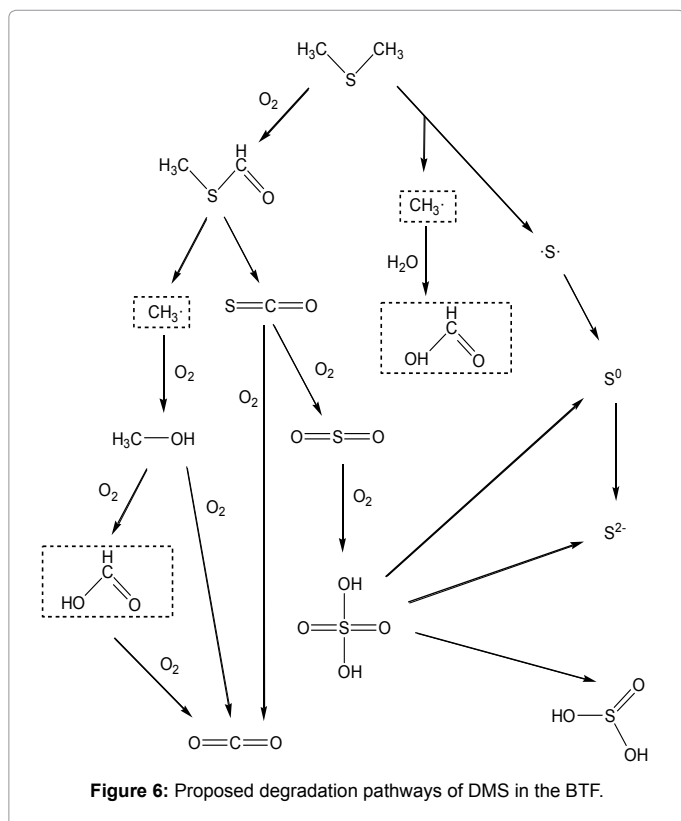 H₃C CH₃
S
O₂
H
H₃C C
S O
CH₃·
H₂O
·S·
CH₃· S=C=O
H
C
OH O
O₂ O₂ O₂
S⁰
H₃C—OH O=S=O
O₂ O₂ O₂
S²⁻
H
C
HO O
OH
O=S=O
OH
O₂
O
HO—S
OH
O=C=O
Figure 6: Proposed degradation pathways of DMS in the BTF.